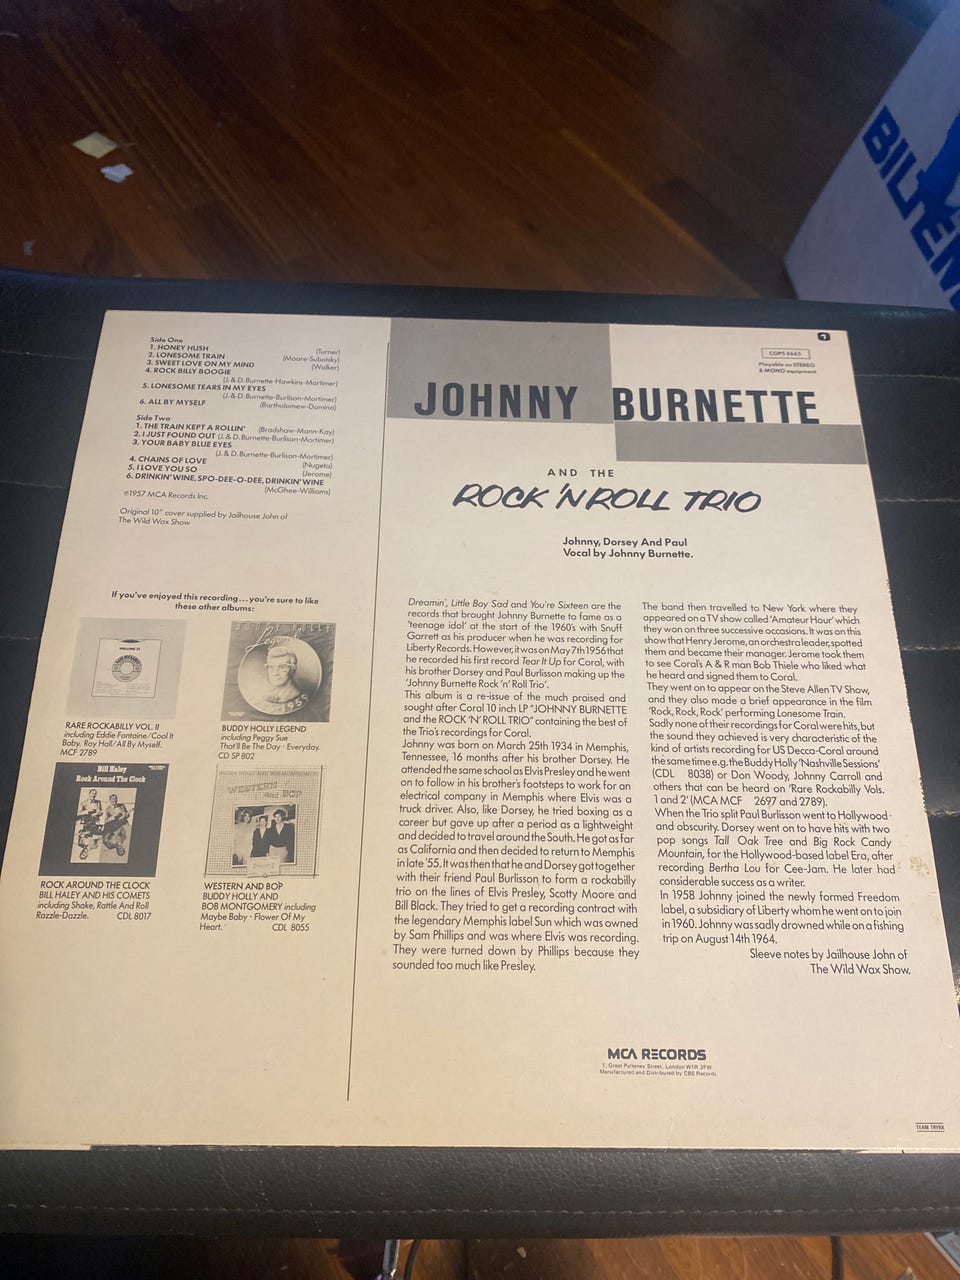 BILTEM
Side One
1. HONEY HUSH (Turner)
2. LONESOME TRAIN (Moore-Subotsky)
3. SWEET LOVE ON MY MIND (Walker)
4. ROCK BILLY BOOGIE
(J. & D. Burnette-Hawkins-Mortimer)
5. LONESOME TEARS IN MY EYES
(J. & D. Burnette-Burlison-Mortimer)
6. ALL BY MYSELF (Bartholomew-Domino)
Side Two
1. THE TRAIN KEPT A ROLLIN' (Bradshaw-Mann-Kay)
2. I JUST FOUND OUT (J. & D. Burnette-Burlison-Mortimer)
3. YOUR BABY BLUE EYES
(J. & D. Burnette-Burlison-Mortimer)
4. CHAINS OF LOVE (Nugeta)
5. I LOVE YOU SO (Jerome)
6. DRINKIN' WINE, SPO-DEE-O-DEE, DRINKIN' WINE
(McGhee-Williams)
℗1957 MCA Records Inc.
Original 10" cover supplied by Jailhouse John of
The Wild Wax Show
If you've enjoyed this recording...you're sure to like
these other albums:
VOLUME II
RARE ROCKABILLY VOL. II
including Eddie Fontaine/Cool It
Baby. Roy Hall/All By Myself.
MCF 2789
BUDDY HOLLY
Legend
1955
BUDDY HOLLY LEGEND
including Peggy Sue
That'll Be The Day · Everyday.
CD SP 802
Bill Haley
Rock Around The Clock
ROCK AROUND THE CLOCK
BILL HALEY AND HIS COMETS
including Shake, Rattle And Roll
Razzle-Dazzle. CDL 8017
WESTERN
and BOP
WESTERN AND BOP
BUDDY HOLLY AND
BOB MONTGOMERY including
Maybe Baby · Flower Of My
Heart. CDL 8055
1
COPS 8665
Playable on STEREO
& MONO equipment
JOHNNY BURNETTE
AND THE
ROCK 'N ROLL TRIO
Johnny, Dorsey And Paul
Vocal by Johnny Burnette.
Dreamin', Little Boy Sad and You're Sixteen are the
records that brought Johnny Burnette to fame as a
'teenage idol' at the start of the 1960's with Snuff
Garrett as his producer when he was recording for
Liberty Records. However, it was on May 7th 1956 that
he recorded his first record Tear It Up for Coral, with
his brother Dorsey and Paul Burlisson making up the
'Johnny Burnette Rock 'n' Roll Trio'.
This album is a re-issue of the much praised and
sought after Coral 10 inch LP "JOHNNY BURNETTE
and the ROCK 'N' ROLL TRIO" containing the best of
the Trio's recordings for Coral.
Johnny was born on March 25th 1934 in Memphis,
Tennessee, 16 months after his brother Dorsey. He
attended the same school as Elvis Presley and he went
on to follow in his brother's footsteps to work for an
electrical company in Memphis where Elvis was a
truck driver. Also, like Dorsey, he tried boxing as a
career but gave up after a period as a lightweight
and decided to travel around the South. He got as far
as California and then decided to return to Memphis
in late '55. It was then that he and Dorsey got together
with their friend Paul Burlisson to form a rockabilly
trio on the lines of Elvis Presley, Scotty Moore and
Bill Black. They tried to get a recording contract with
the legendary Memphis label Sun which was owned
by Sam Phillips and was where Elvis was recording.
They were turned down by Phillips because they
sounded too much like Presley.
The band then travelled to New York where they
appeared on a TV show called 'Amateur Hour' which
they won on three successive occasions. It was on this
show that Henry Jerome, an orchestra leader, spotted
them and became their manager. Jerome took them
to see Coral's A & R man Bob Thiele who liked what
he heard and signed them to Coral.
They went on to appear on the Steve Allen TV Show,
and they also made a brief appearance in the film
'Rock, Rock, Rock' performing Lonesome Train.
Sadly none of their recordings for Coral were hits, but
the sound they achieved is very characteristic of the
kind of artists recording for US Decca-Coral around
the same time e.g. the Buddy Holly 'Nashville Sessions'
(CDL 8038) or Don Woody, Johnny Carroll and
others that can be heard on 'Rare Rockabilly Vols.
1 and 2' (MCA MCF 2697 and 2789).
When the Trio split Paul Burlisson went to Hollywood
and obscurity. Dorsey went on to have hits with two
pop songs Tall Oak Tree and Big Rock Candy
Mountain, for the Hollywood-based label Era, after
recording Bertha Lou for Cee-Jam. He later had
considerable success as a writer.
In 1958 Johnny joined the newly formed Freedom
label, a subsidiary of Liberty whom he went on to join
in 1960. Johnny was sadly drowned while on a fishing
trip on August 14th 1964.
Sleeve notes by Jailhouse John of
The Wild Wax Show.
MCA RECORDS
1, Great Pulteney Street, London W1R 3FW.
Manufactured and Distributed by CBS Records